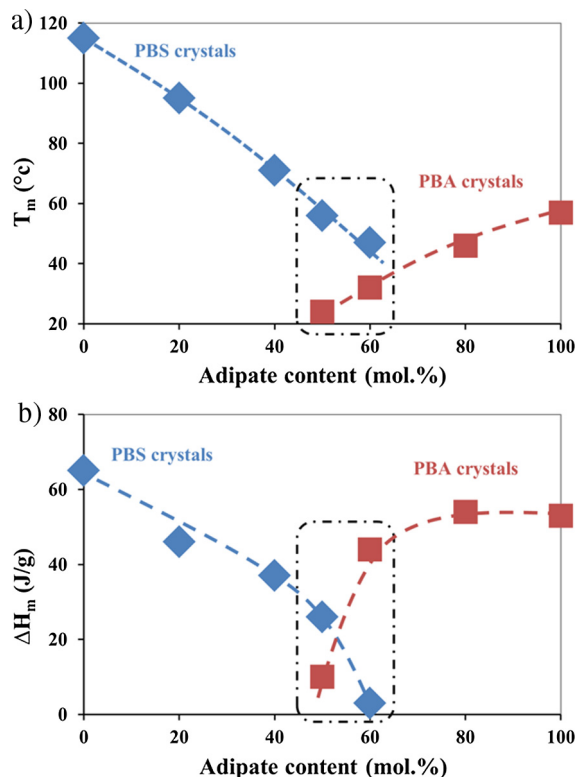 a)
120
100
80
60
40
20
Tm (°c)
PBS crystals
PBA crystals
0 20 40 60 80 100
Adipate content (mol.%)
b)
80
60
40
20
0
ΔHm (J/g)
PBS crystals
PBA crystals
0 20 40 60 80 100
Adipate content (mol.%)